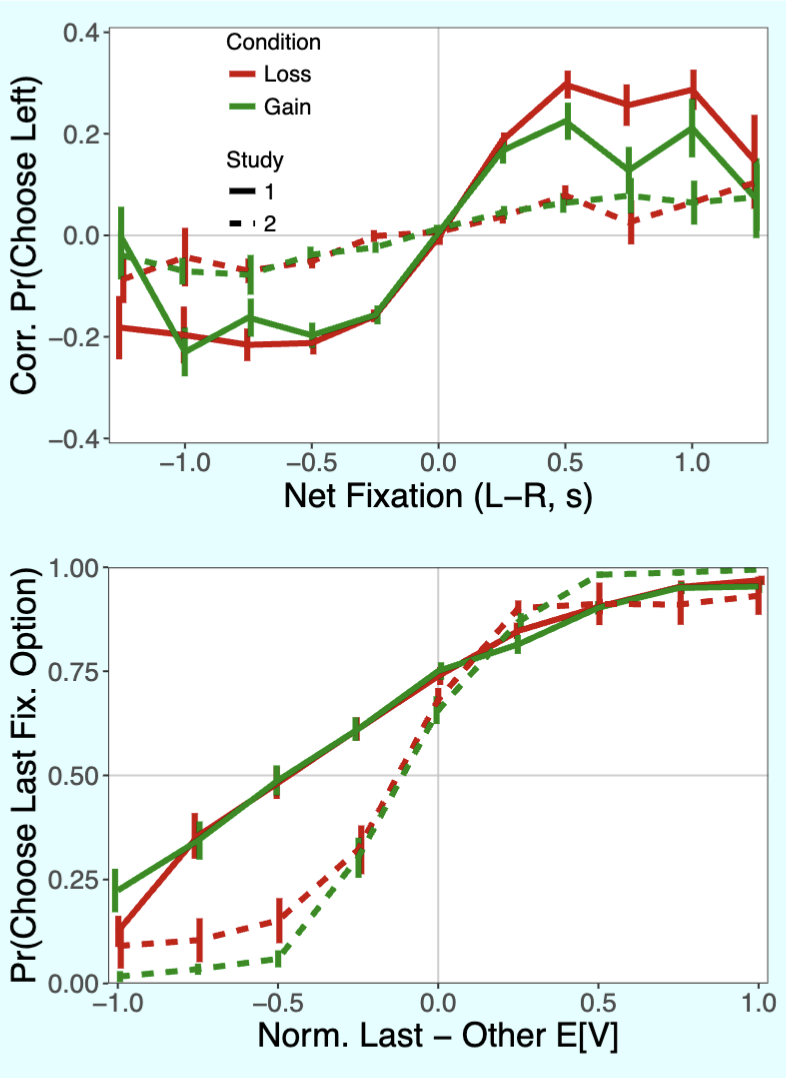 Corr. Pr(Choose Left)
0.4
0.2
0.0
−0.2
−0.4
Condition
Loss
Gain
Study
1
2
−1.0 −0.5 0.0 0.5 1.0
Net Fixation (L−R, s)
Pr(Choose Last Fix. Option)
1.00
0.75
0.50
0.25
0.00
−1.0 −0.5 0.0 0.5 1.0
Norm. Last − Other E[V]